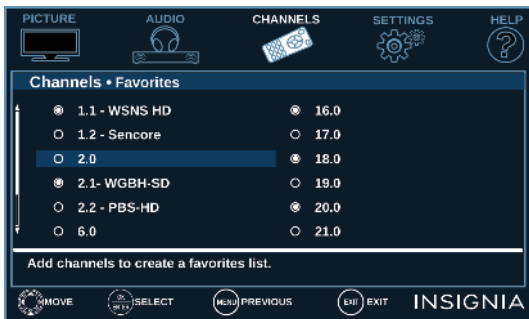 PICTURE AUDIO CHANNELS SETTINGS HELP
Channels • Favorites
1.1 - WSNS HD 16.0
1.2 - Sencore 17.0
2.0 18.0
2.1- WGBH-SD 19.0
2.2 - PBS-HD 20.0
6.0 21.0
Add channels to create a favorites list.
MOVE OK ENTER SELECT MENU PREVIOUS EXIT EXIT INSIGNIA